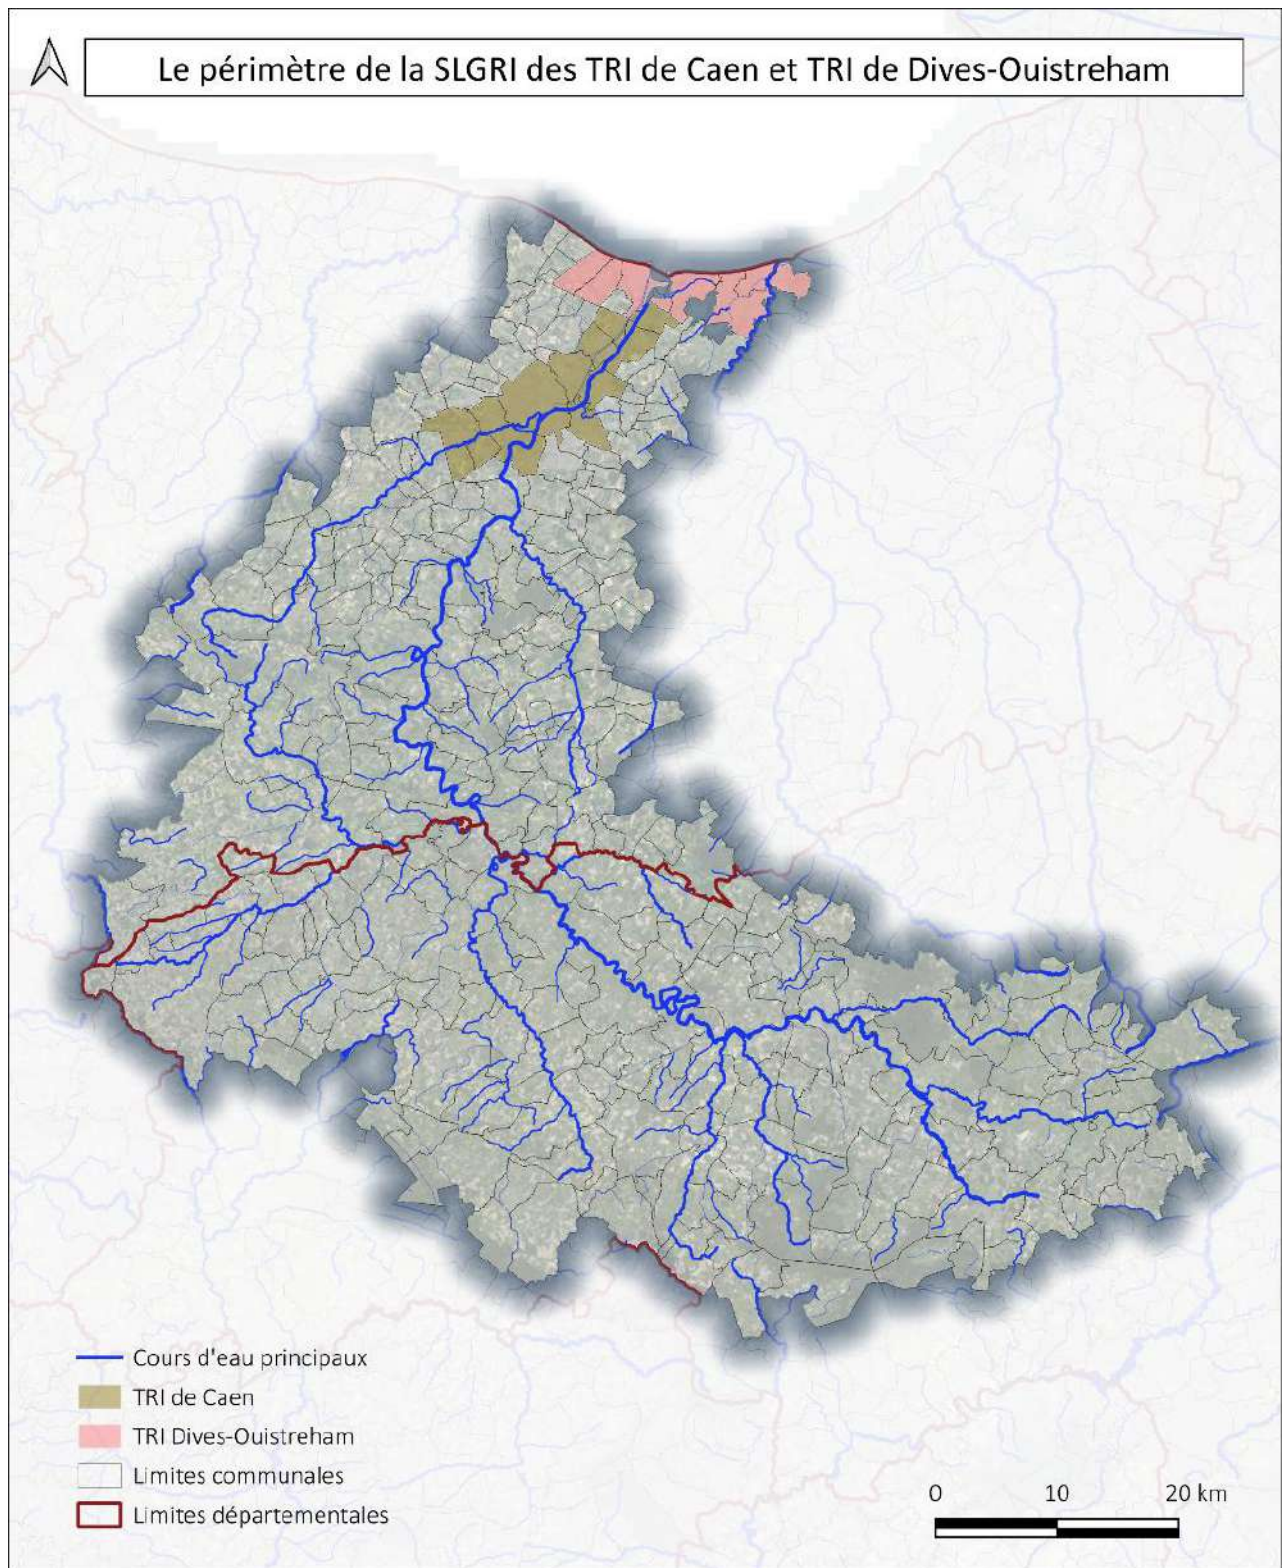 Le périmètre de la SLGRI des TRI de Caen et TRI de Dives-Ouistreham
Cours d'eau principaux
TRI de Caen
TRI Dives-Ouistreham
Limites communales
Limites départementales
0 10 20 km